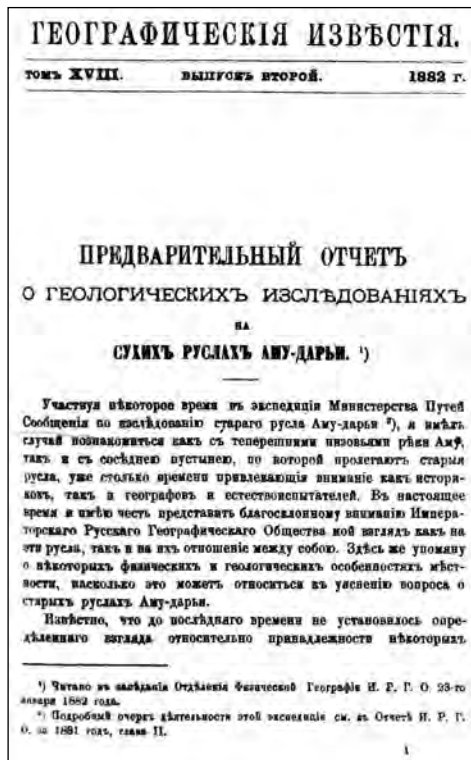 ГЕОГРАФИЧЕСКІЯ ИЗВѢСТІЯ.
ТОМЪ XVIII. ВЫПУСКЪ ВТОРОЙ. 1882 г.
ПРЕДВАРИТЕЛЬНЫЙ ОТЧЕТЪ
О ГЕОЛОГИЧЕСКИХЪ ИЗСЛѢДОВАНІЯХЪ
НА
СУХИХЪ РУСЛАХЪ АМУ-ДАРЬИ. ¹)
Участвуя нѣкоторое время въ экспедиціи Министерства Путей
Сообщенія по изслѣдованію стараго русла Аму-дарьи ²), я имѣлъ
случай познакомиться какъ съ теперешними низовьями рѣки Аму,
такъ и съ сосѣднею пустынею, по которой пролегаютъ старыя
русла, уже столько времени привлекающія вниманіе какъ истори-
ковъ, такъ и географовъ и естествоиспытателей. Въ настоящее
время я имѣю честь представить благосклонному вниманію Импера-
торскаго Русскаго Географическаго Общества мой взглядъ какъ на
эти русла, такъ и на ихъ отношеніе между собою. Здѣсь же упомяну
о нѣкоторыхъ физическихъ и геологическихъ особенностяхъ мѣст-
ности, насколько это можетъ относиться къ уясненію вопроса о
старыхъ руслахъ Аму-дарьи.
Извѣстно, что до послѣдняго времени не установилось опре-
дѣленнаго взгляда относительно принадлежности нѣкоторыхъ
¹) Читано въ засѣданіи Отдѣленія Физической Географіи И. Р. Г. О. 23-го
января 1882 года.
²) Подробный очеркъ дѣятельности этой экспедиціи см. въ Отчетѣ И. Р. Г.
О. за 1881 годъ, глава II.
1